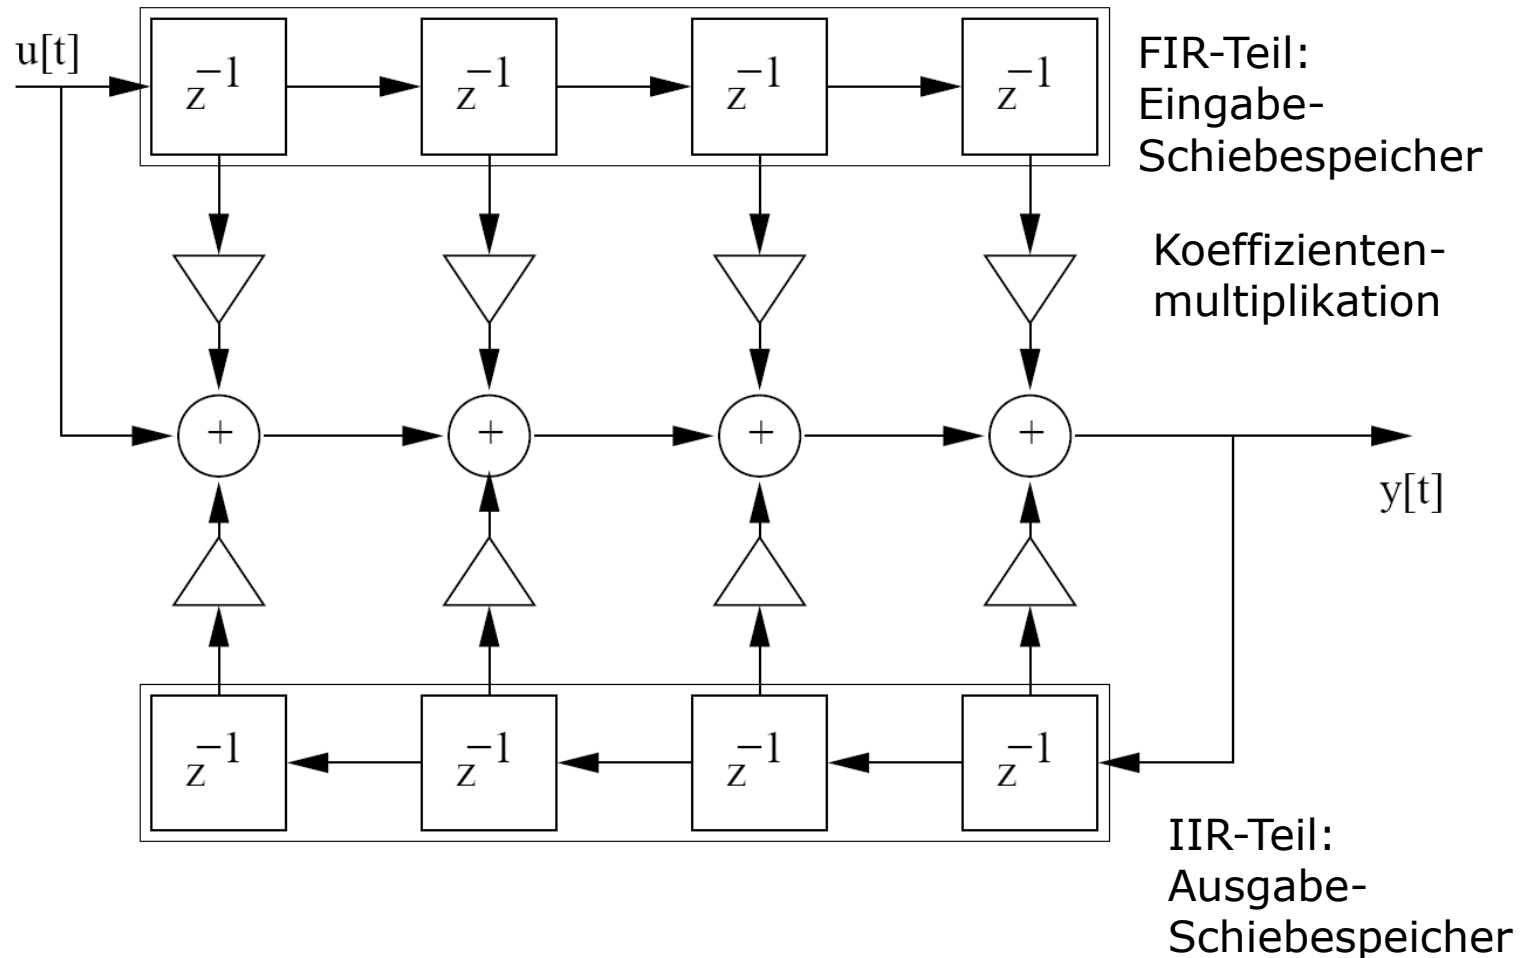 u[t]
z⁻¹ z⁻¹ z⁻¹ z⁻¹
FIR-Teil:
Eingabe-
Schiebespeicher
Koeffizienten-
multiplikation
+ + + +
y[t]
z⁻¹ z⁻¹ z⁻¹ z⁻¹
IIR-Teil:
Ausgabe-
Schiebespeicher